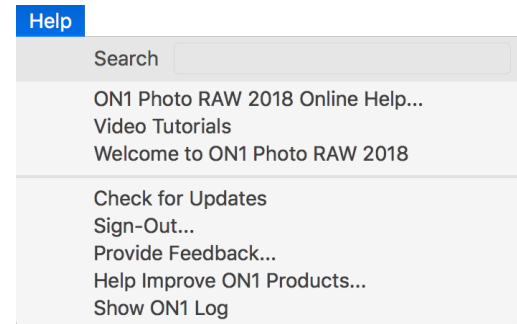 Help
Search
ON1 Photo RAW 2018 Online Help...
Video Tutorials
Welcome to ON1 Photo RAW 2018
Check for Updates
Sign-Out...
Provide Feedback...
Help Improve ON1 Products...
Show ON1 Log